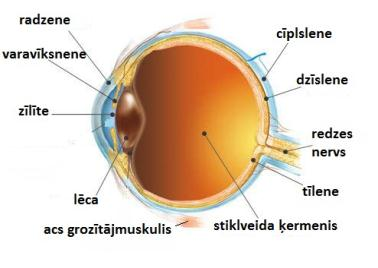 radzene
varavīksnene
zīlīte
lēca
acs grozītājmuskulis
cīplslene
dzīslene
redzes
nervs
tīlene
stiklveida ķermenis